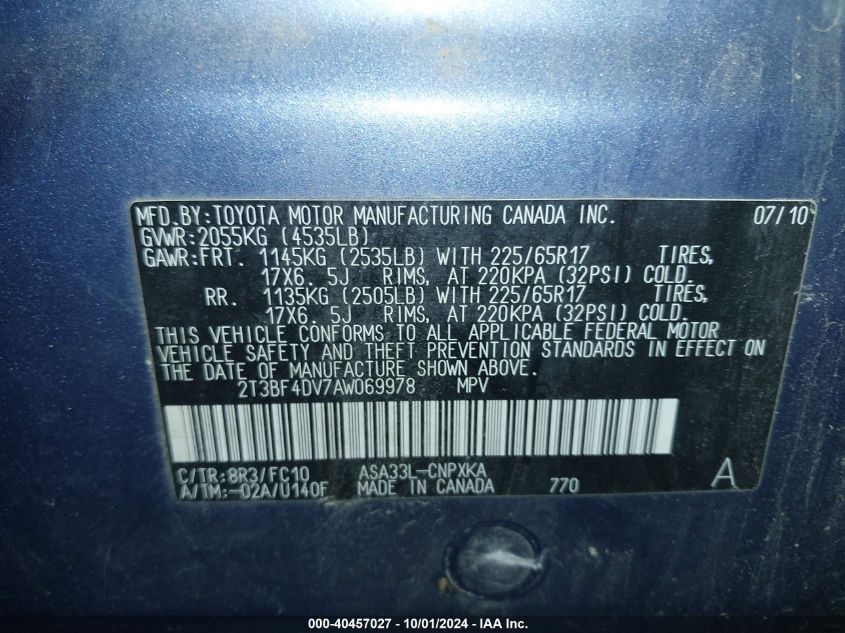 MFD.BY:TOYOTA MOTOR MANUFACTURING CANADA INC. 07/10
GVWR:2055KG (4535LB)
GAWR:FRT. 1145KG (2535LB) WITH 225/65R17 TIRES,
17X6. 5J RIMS, AT 220KPA (32PSI) COLD.
RR. 1135KG (2505LB) WITH 225/65R17 TIRES,
17X6. 5J RIMS, AT 220KPA (32PSI) COLD.
THIS VEHICLE CONFORMS TO ALL APPLICABLE FEDERAL MOTOR
VEHICLE SAFETY AND THEFT PREVENTION STANDARDS IN EFFECT ON
THE DATE OF MANUFACTURE SHOWN ABOVE.
2T3BF4DV7AW069978 MPV
C/TR:8R3/FC10 ASA33L-CNPXKA A
A/TM:-02A/U140F MADE IN CANADA 770
000-40457027 - 10/01/2024 - IAA Inc.